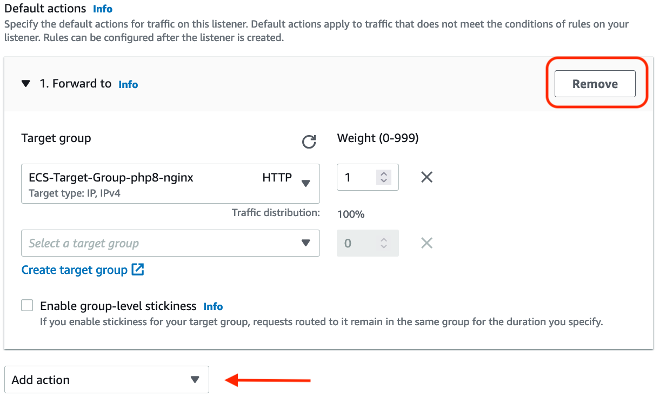 Default actions Info
Specify the default actions for traffic on this listener. Default actions apply to traffic that does not meet the conditions of rules on your
listener. Rules can be configured after the listener is created.
1. Forward to Info
Remove
Target group
Weight (0-999)
ECS-Target-Group-php8-nginx HTTP
Target type: IP, IPv4
1
Traffic distribution: 100%
Select a target group
0
Create target group
Enable group-level stickiness Info
If you enable stickiness for your target group, requests routed to it remain in the same group for the duration you specify.
Add action